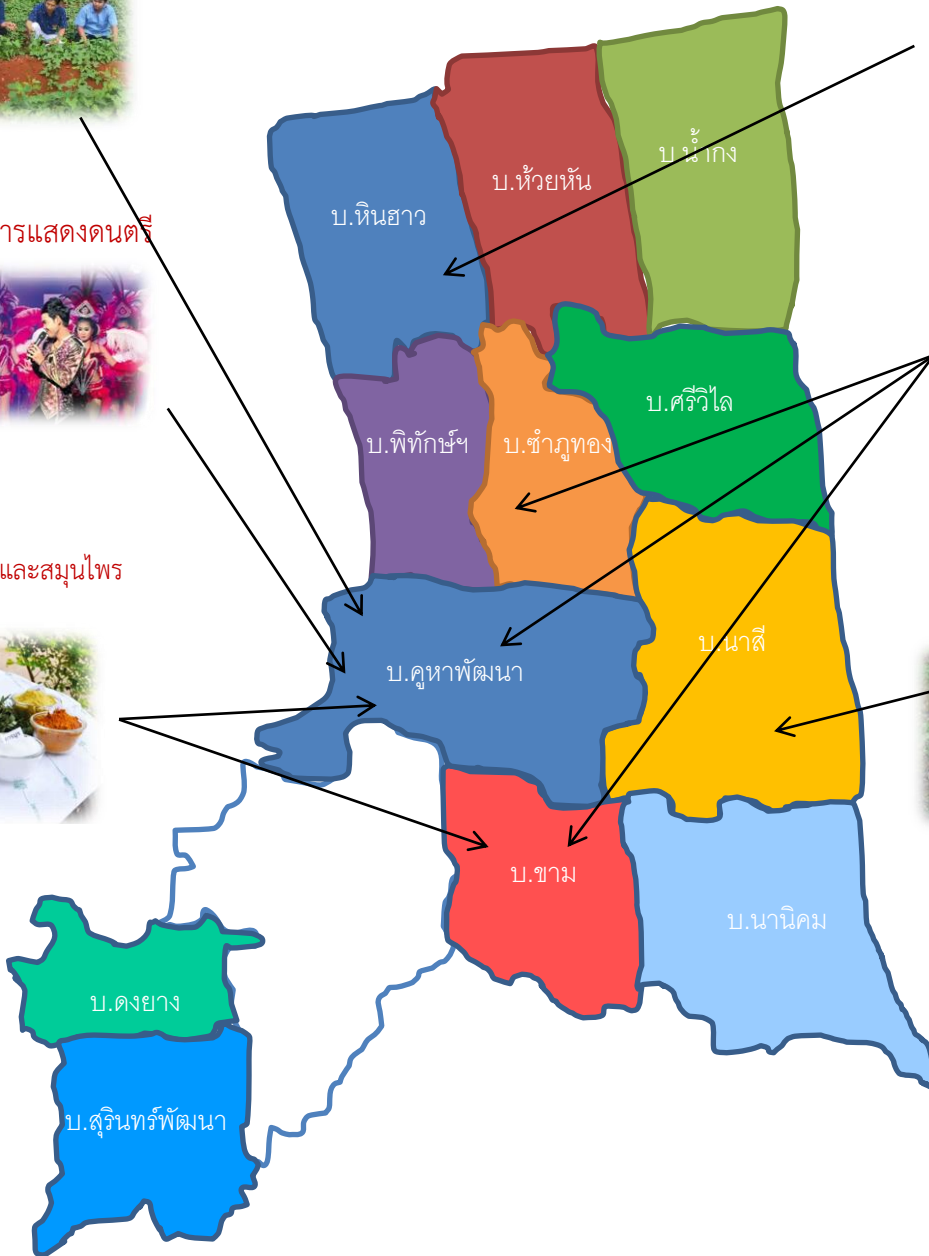 บ.น้ำกง
บ.ห้วยหัน
บ.หินฮาว
ารแสดงดนตรี
บ.ศรีวิไล
บ.พิทักษ์ฯ
บ.ซำภูทอง
และสมุนไพร
บ.นาสี
บ.คูหาพัฒนา
บ.ขาม
บ.นานิคม
บ.ดงยาง
บ.สุรินทร์พัฒนา